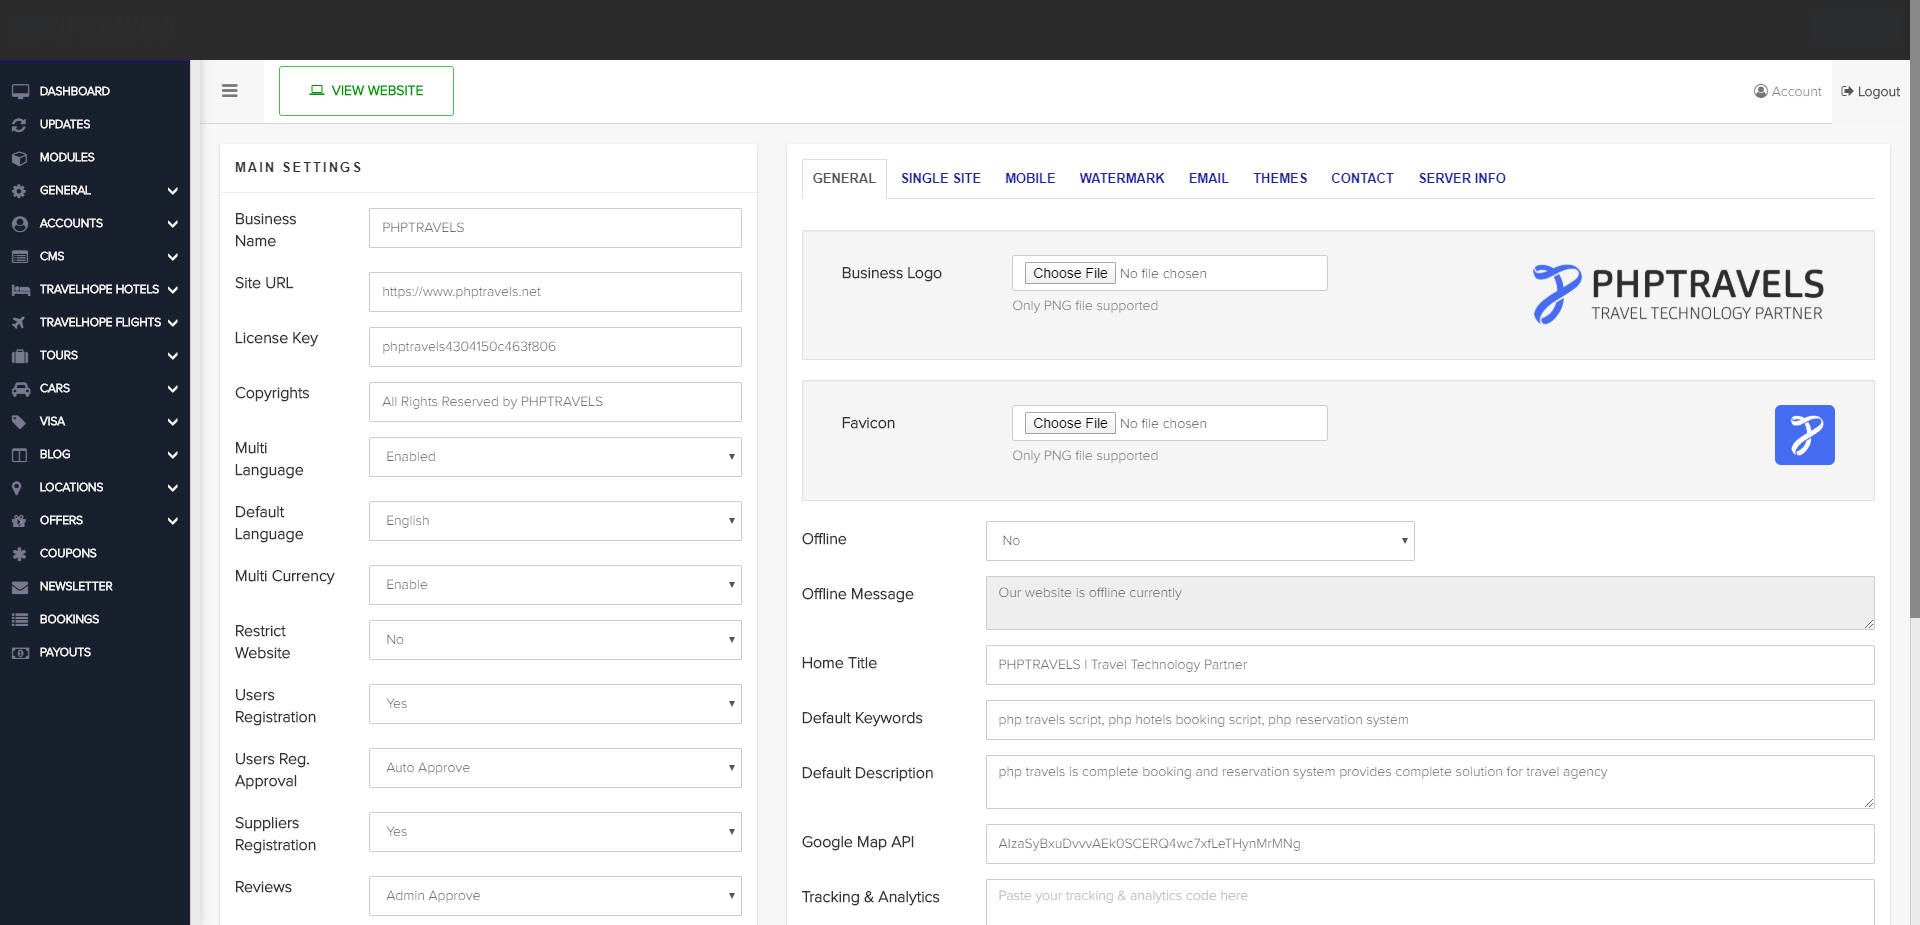 VIEW WEBSITE
Account
Logout
DASHBOARD
UPDATES
MODULES
GENERAL
ACCOUNTS
CMS
TRAVELHOPE HOTELS
TRAVELHOPE FLIGHTS
TOURS
CARS
VISA
BLOG
LOCATIONS
OFFERS
COUPONS
NEWSLETTER
BOOKINGS
PAYOUTS
MAIN SETTINGS
Business Name
PHPTRAVELS
Site URL
https://www.phptravels.net
License Key
phptravels4304150c463f806
Copyrights
All Rights Reserved by PHPTRAVELS
Multi Language
Enabled
Default Language
English
Multi Currency
Enable
Restrict Website
No
Users Registration
Yes
Users Reg. Approval
Auto Approve
Suppliers Registration
Yes
Reviews
Admin Approve
GENERAL SINGLE SITE MOBILE WATERMARK EMAIL THEMES CONTACT SERVER INFO
Business Logo
Choose File No file chosen
Only PNG file supported
PHPTRAVELS
TRAVEL TECHNOLOGY PARTNER
Favicon
Choose File No file chosen
Only PNG file supported
Offline
No
Offline Message
Our website is offline currently
Home Title
PHPTRAVELS | Travel Technology Partner
Default Keywords
php travels script, php hotels booking script, php reservation system
Default Description
php travels is complete booking and reservation system provides complete solution for travel agency
Google Map API
AIzaSyBxuDvvvAEk0SCERQ4wc7xfLeTHynMrMNg
Tracking & Analytics
Paste your tracking & analytics code here